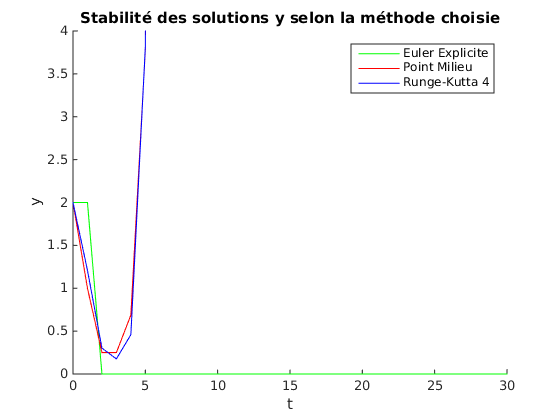 Stabilité des solutions y selon la méthode choisie
4
3.5
3
2.5
2
1.5
1
0.5
0
y
Euler Explicite
Point Milieu
Runge-Kutta 4
0 5 10 15 20 25 30
t